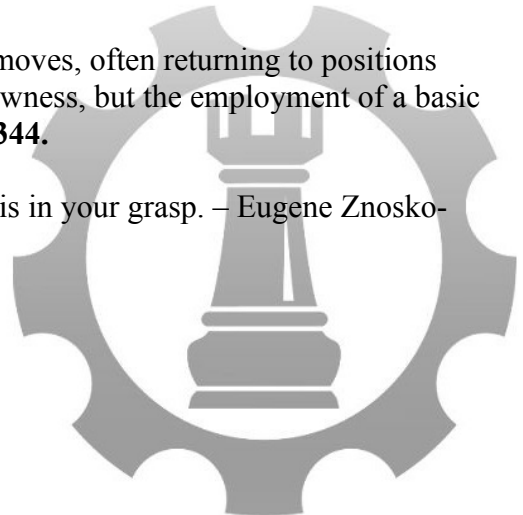 moves, often returning to positions
wness, but the employment of a basic
344.
is in your grasp. – Eugene Znosko-